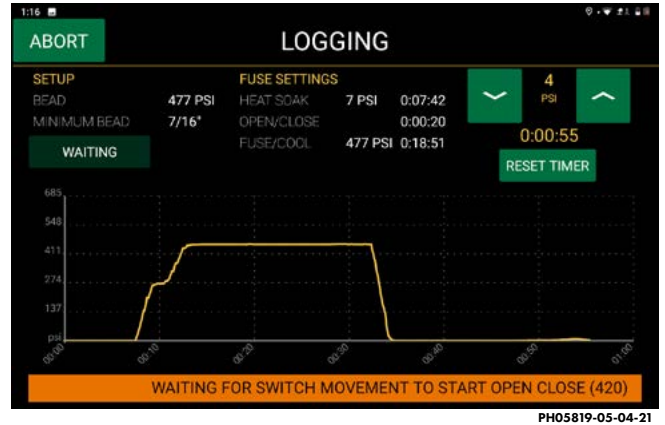 1:16
ABORT
LOGGING
SETUP
BEAD 477 PSI
MINIMUM BEAD 7/16"
WAITING
FUSE SETTINGS
HEAT SOAK 7 PSI 0:07:42
OPEN/CLOSE 0:00:20
FUSE/COOL 477 PSI 0:18:51
4
PSI
0:00:55
RESET TIMER
685
548
411
274
137
psi
00:00 00:10 00:20 00:30 00:40 00:50 01:00
WAITING FOR SWITCH MOVEMENT TO START OPEN CLOSE (420)
PH05819-05-04-21